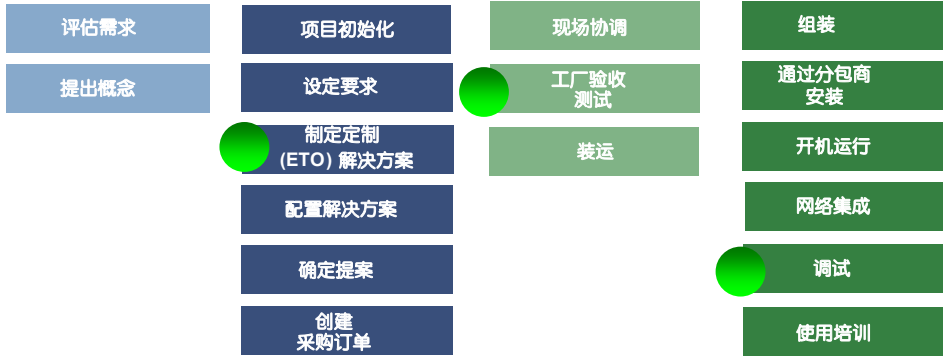 评估需求
提出概念
项目初始化
设定要求
制定定制
(ETO) 解决方案
配置解决方案
确定提案
创建
采购订单
现场协调
工厂验收
测试
装运
组装
通过分包商
安装
开机运行
网络集成
调试
使用培训